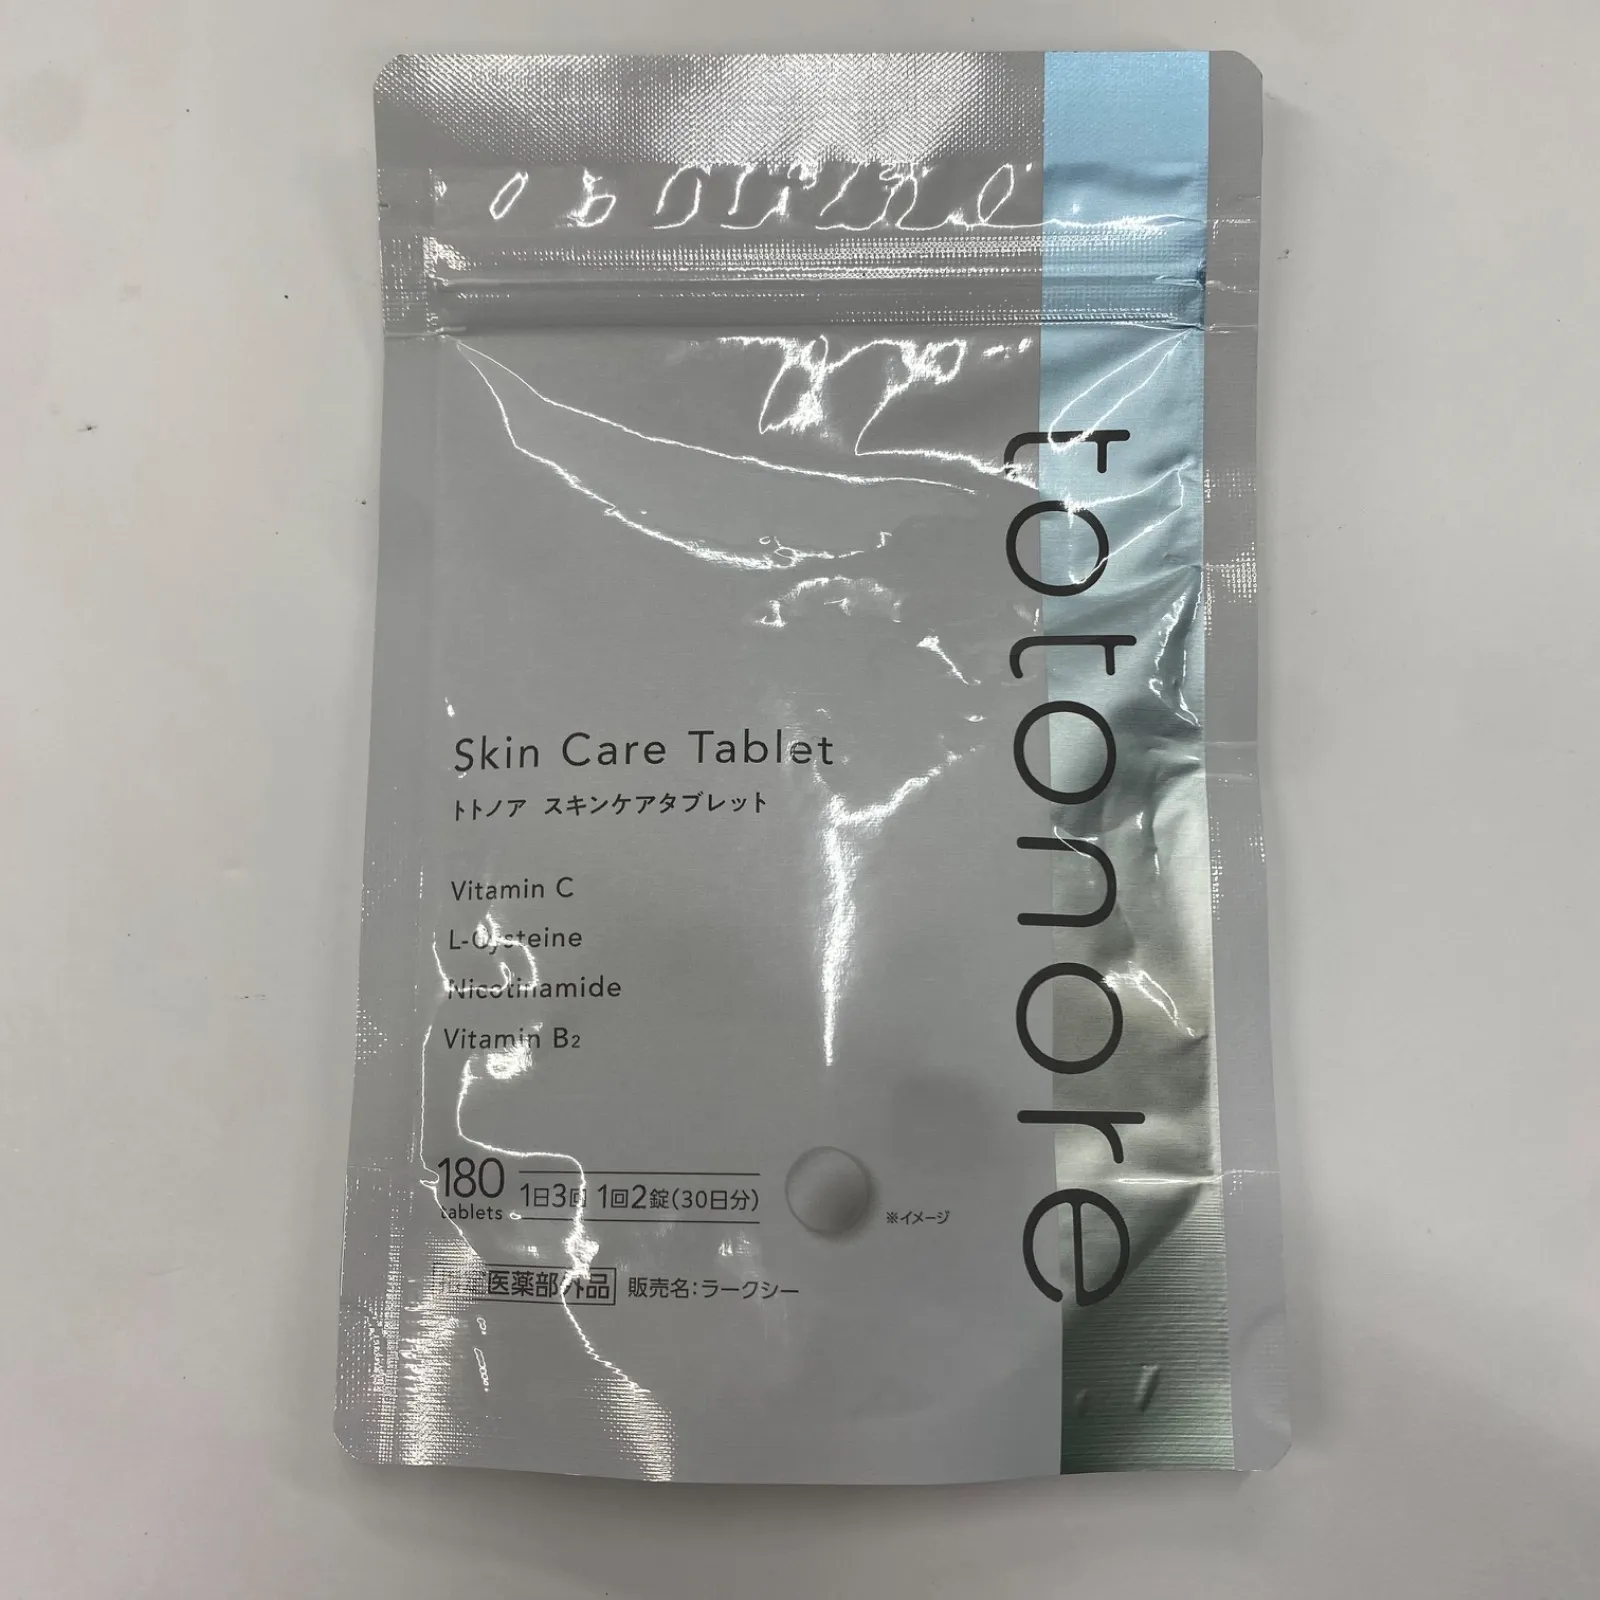 totonore
Skin Care Tablet
トトノア スキンケアタブレット
Vitamin C
L-Cysteine
Nicotinamide
Vitamin B2
180
tablets
1日3回 1回2錠(30日分)
※イメージ
医薬部外品 販売名:ラークシー